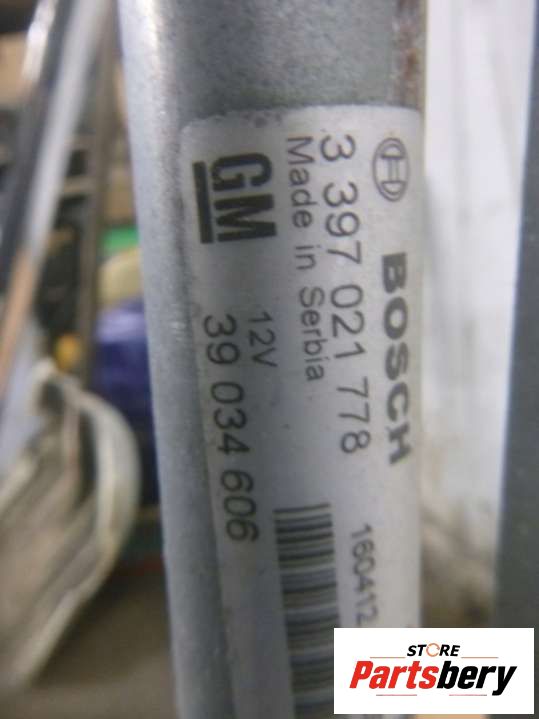 BOSCH
3 397 021 778
Made in Serbia
GM
12V
39 034 606
160412
STORE
Partsbery